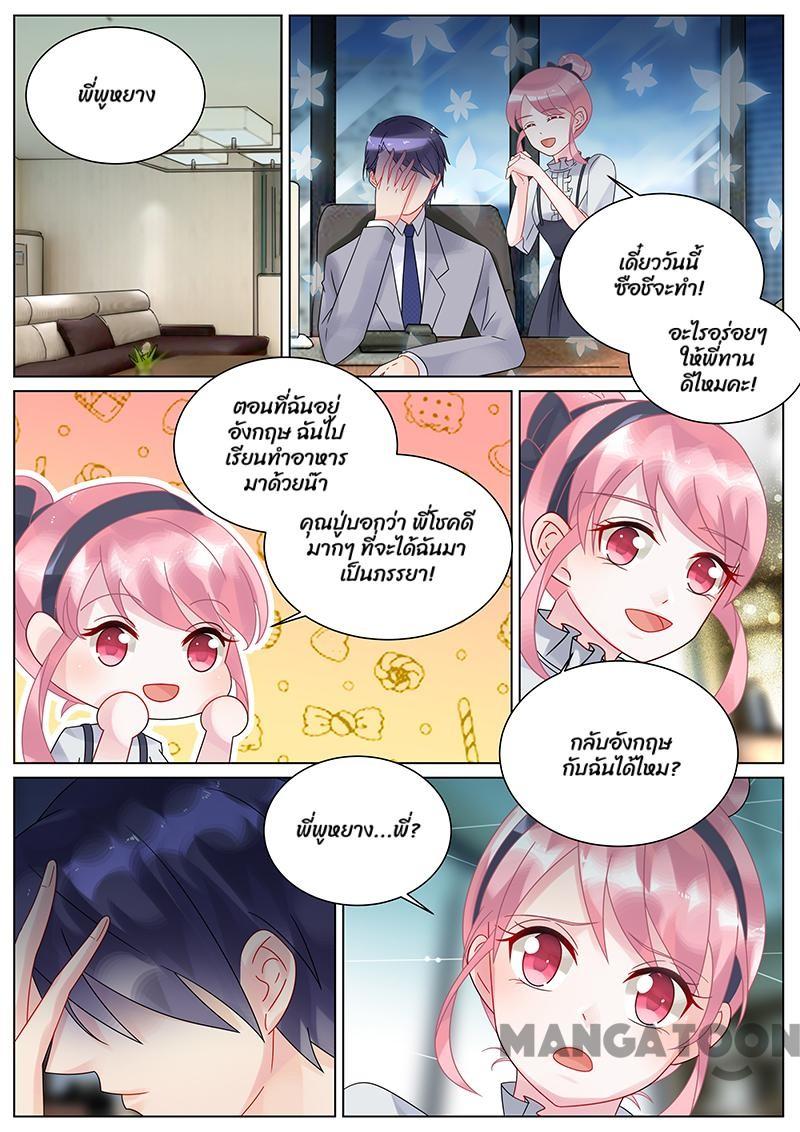 พี่พูหยาง
เดี๋ยววันนี้
ซือชีจะทำ!
อะไรอร่อยๆ
ให้พี่ทาน
ดีไหมคะ!
ตอนที่ฉันอยู่
อังกฤษ ฉันไป
เรียนทำอาหาร
มาด้วยน๊า
คุณปู่บอกว่า พี่โชคดี
มากๆ ที่จะได้ฉันมา
เป็นภรรยา!
กลับอังกฤษ
กับฉันได้ไหม?
พี่พูหยาง...พี่?
MANGATOON